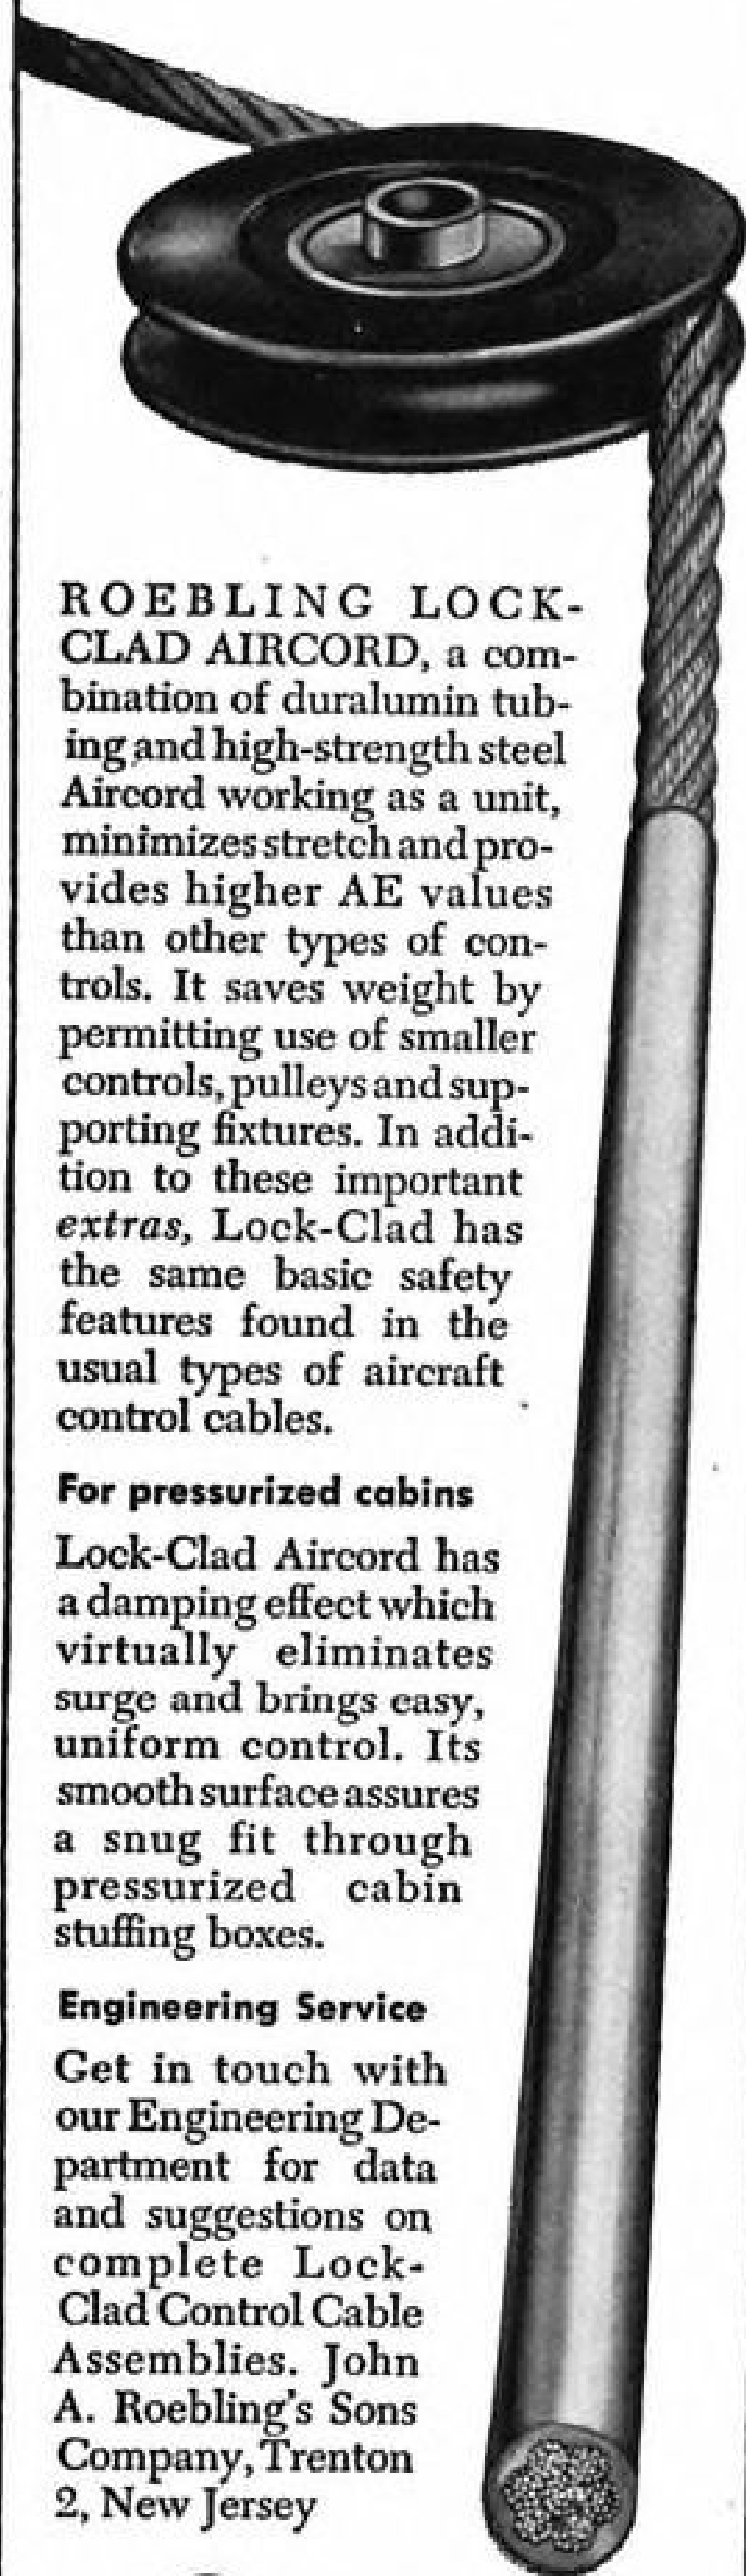 ROEBLING LOCK-
CLAD AIRCORD, a com-
bination of duralumin tub-
ing and high-strength steel
Aircord working as a unit,
minimizes stretch and pro-
vides higher AE values
than other types of con-
trols. It saves weight by
permitting use of smaller
controls, pulleys and sup-
porting fixtures. In addi-
tion to these important
extras, Lock-Clad has
the same basic safety
features found in the
usual types of aircraft
control cables.
For pressurized cabins
Lock-Clad Aircord has
a damping effect which
virtually eliminates
surge and brings easy,
uniform control. Its
smooth surface assures
a snug fit through
pressurized cabin
stuffing boxes.
Engineering Service
Get in touch with
our Engineering De-
partment for data
and suggestions on
complete Lock-
Clad Control Cable
Assemblies. John
A. Roebling's Sons
Company, Trenton
2, New Jersey